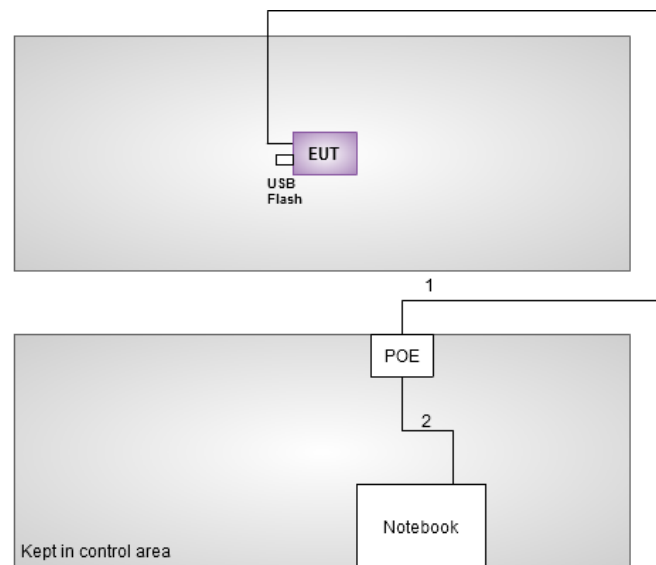 EUT
USB
Flash
1
POE
2
Notebook
Kept in control area